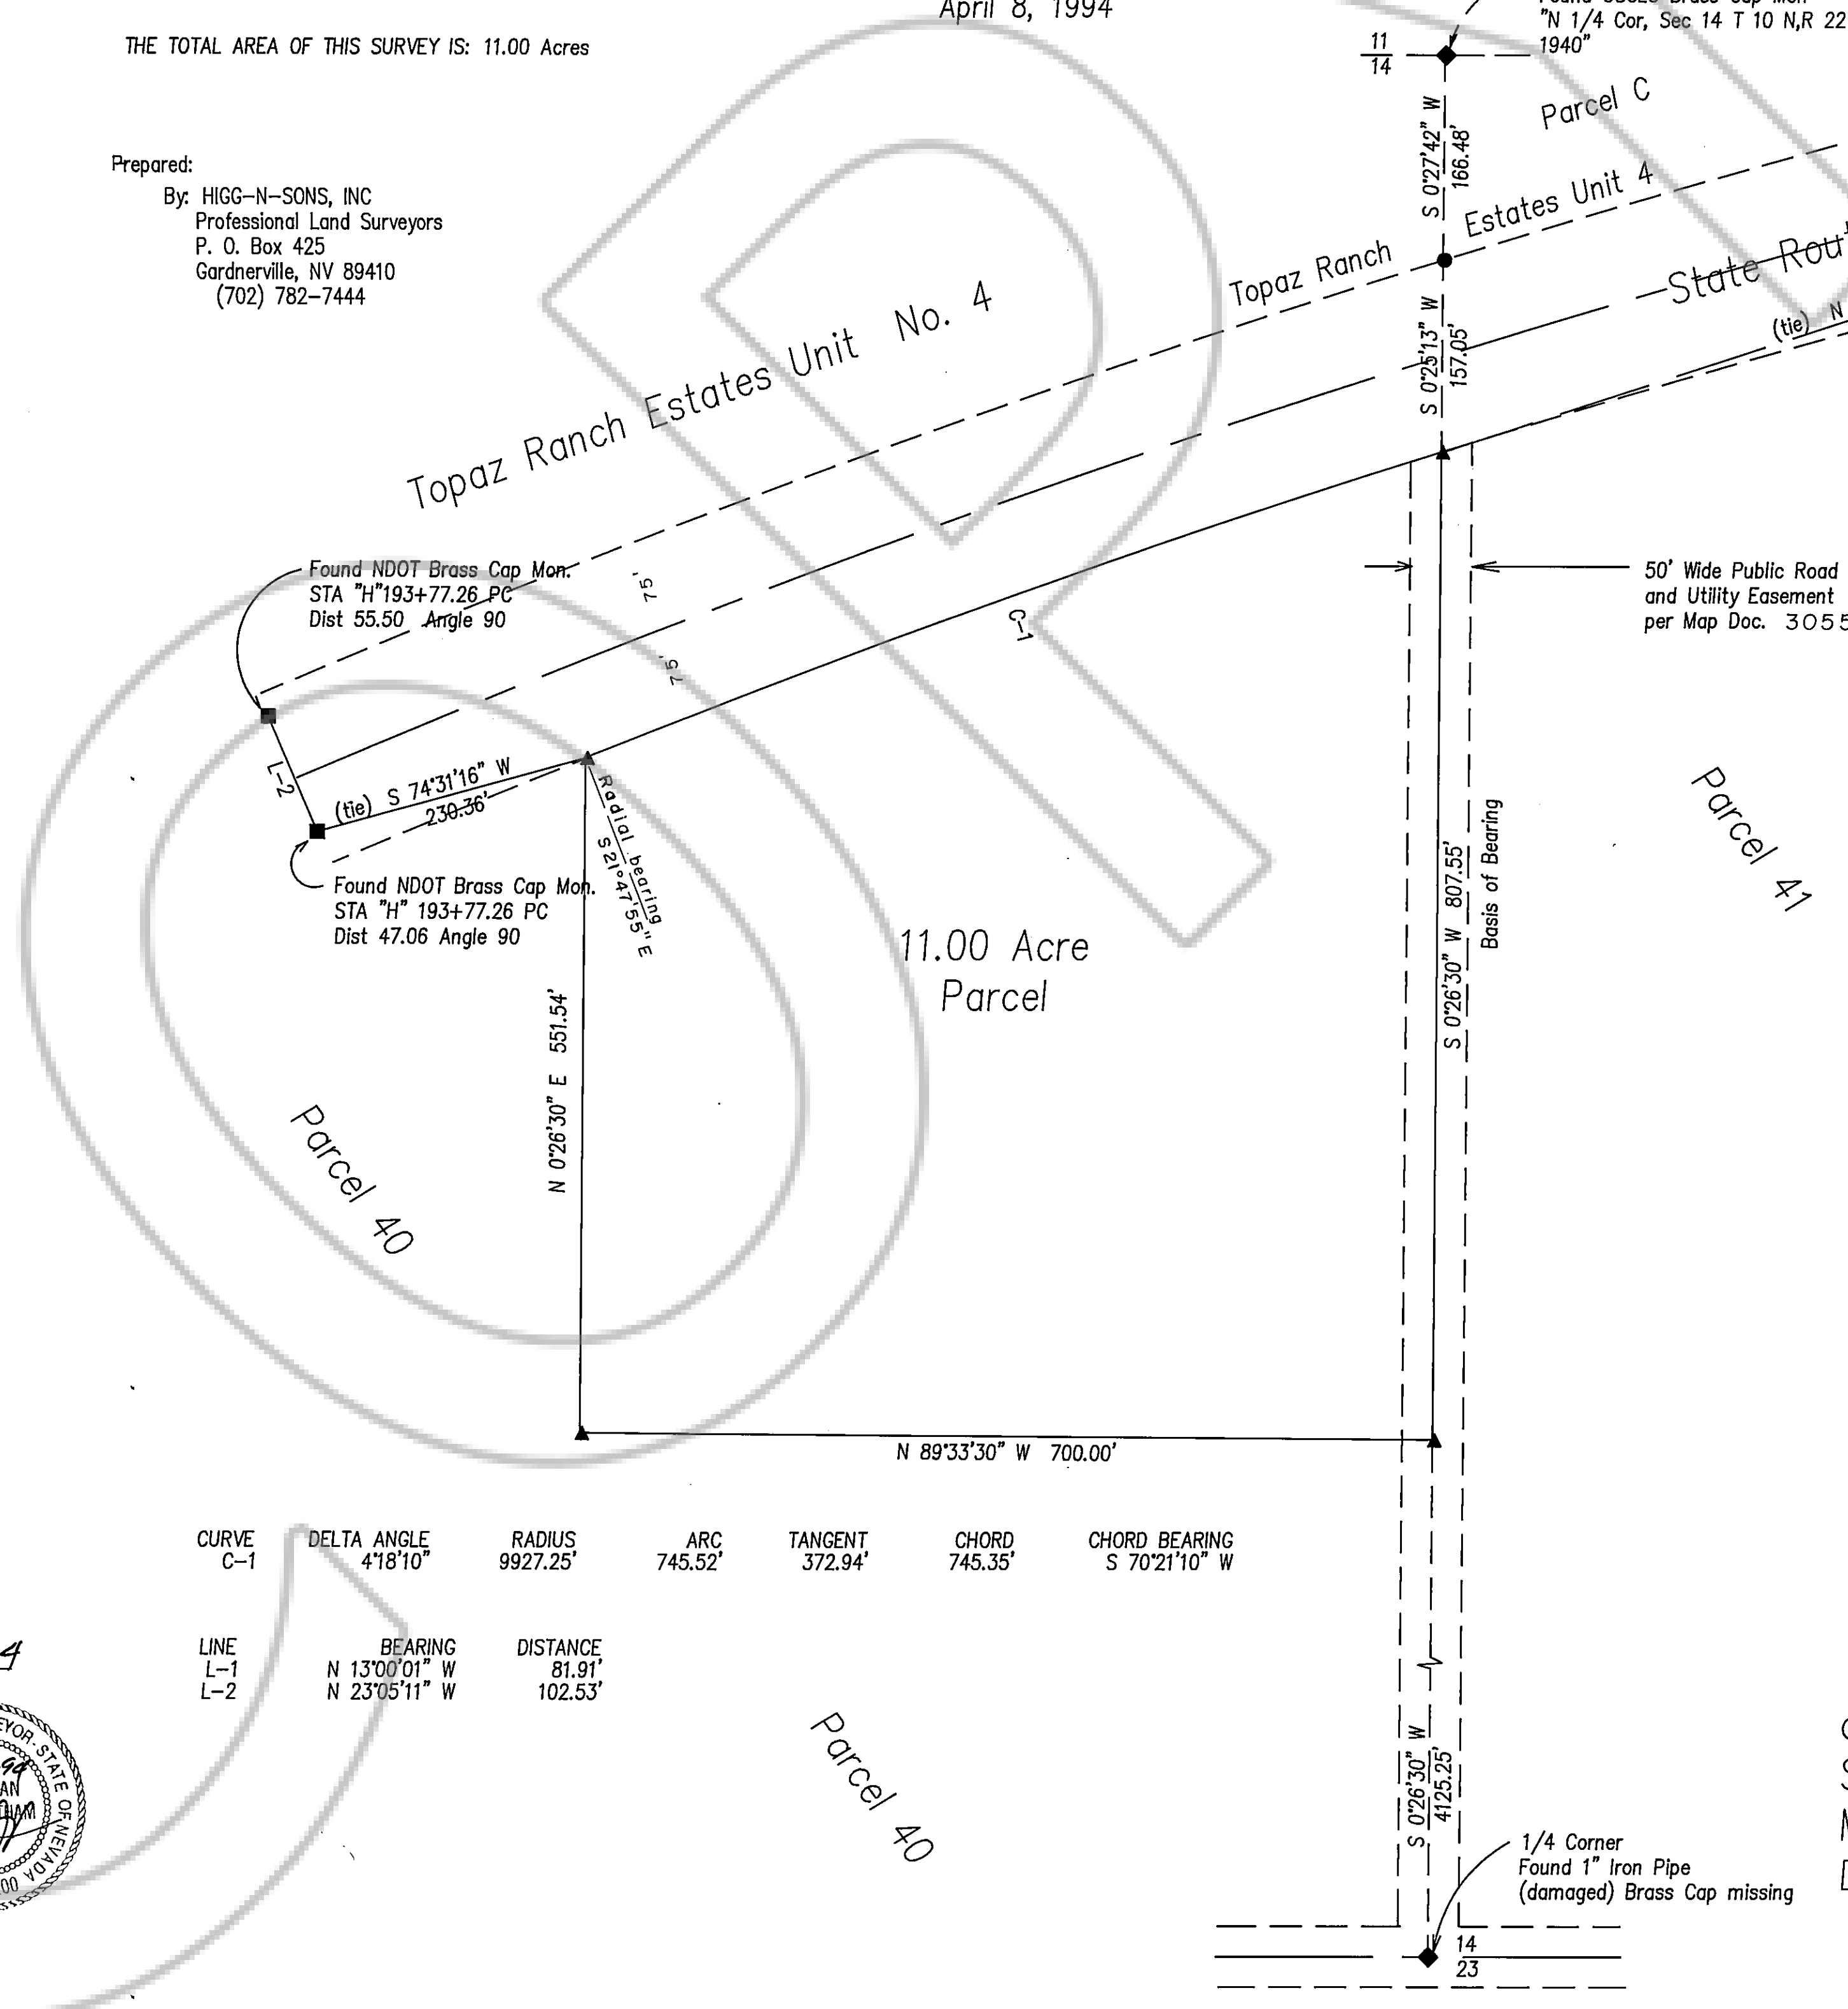 April 8, 1994
THE TOTAL AREA OF THIS SURVEY IS: 11.00 Acres
"N 1/4 Cor, Sec 14 T 10 N,R 22
1940"
11
14
Prepared:
By: HIGG-N-SONS, INC
Professional Land Surveyors
P. O. Box 425
Gardnerville, NV 89410
(702) 782-7444
S 0°27'42" W
166.48'
Parcel C
Topaz Ranch Estates Unit 4
State Rout
(tie) N
S 0°25'13" W
157.05'
Topaz Ranch Estates Unit No. 4
Found NDOT Brass Cap Mon.
STA "H"193+77.26 PC
Dist 55.50 Angle 90
75'
75'
C-1
50' Wide Public Road
and Utility Easement
per Map Doc. 3055
L-2
(tie) S 74°31'16" W
230.36'
Radial bearing
S21°47'55"E
Found NDOT Brass Cap Mon.
STA "H" 193+77.26 PC
Dist 47.06 Angle 90
11.00 Acre
Parcel
N 0°26'30" E 551.54'
S 0°26'30" W 807.55'
Basis of Bearing
Parcel 41
Parcel 40
N 89°33'30" W 700.00'
CURVE DELTA ANGLE RADIUS ARC TANGENT CHORD CHORD BEARING
C-1 4°18'10" 9927.25' 745.52' 372.94' 745.35' S 70°21'10" W
LINE BEARING DISTANCE
L-1 N 13°00'01" W 81.91'
L-2 N 23°05'11" W 102.53'
Parcel 40
S 0°26'30" W
4125.25'
1/4 Corner
Found 1" Iron Pipe
(damaged) Brass Cap missing
14
23
STATE OF NEVADA